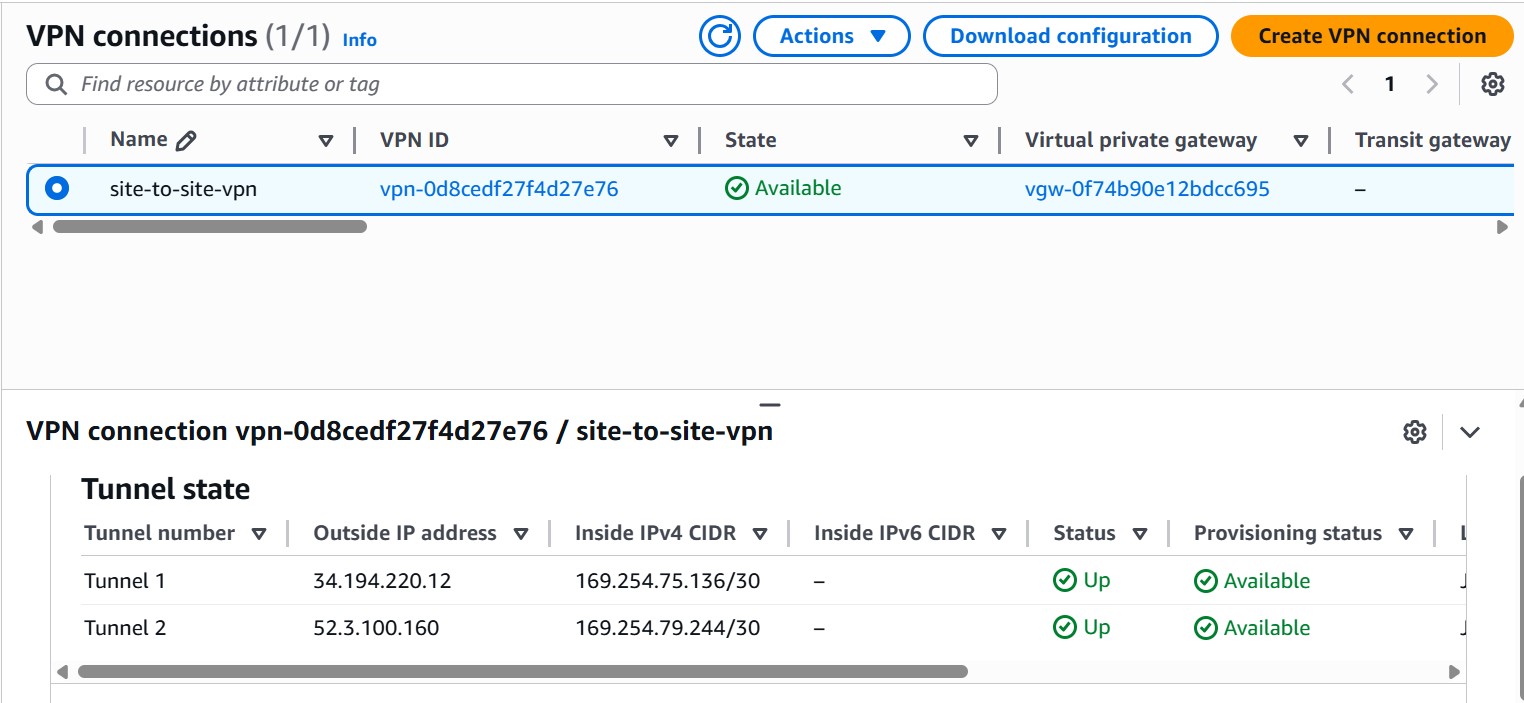 VPN connections (1/1) Info Actions Download configuration Create VPN connection
Find resource by attribute or tag 1
Name VPN ID State Virtual private gateway Transit gateway
site-to-site-vpn vpn-0d8cedf27f4d27e76 Available vgw-0f74b90e12bdcc695 –
VPN connection vpn-0d8cedf27f4d27e76 / site-to-site-vpn
Tunnel state
Tunnel number Outside IP address Inside IPv4 CIDR Inside IPv6 CIDR Status Provisioning status
Tunnel 1 34.194.220.12 169.254.75.136/30 – Up Available
Tunnel 2 52.3.100.160 169.254.79.244/30 – Up Available